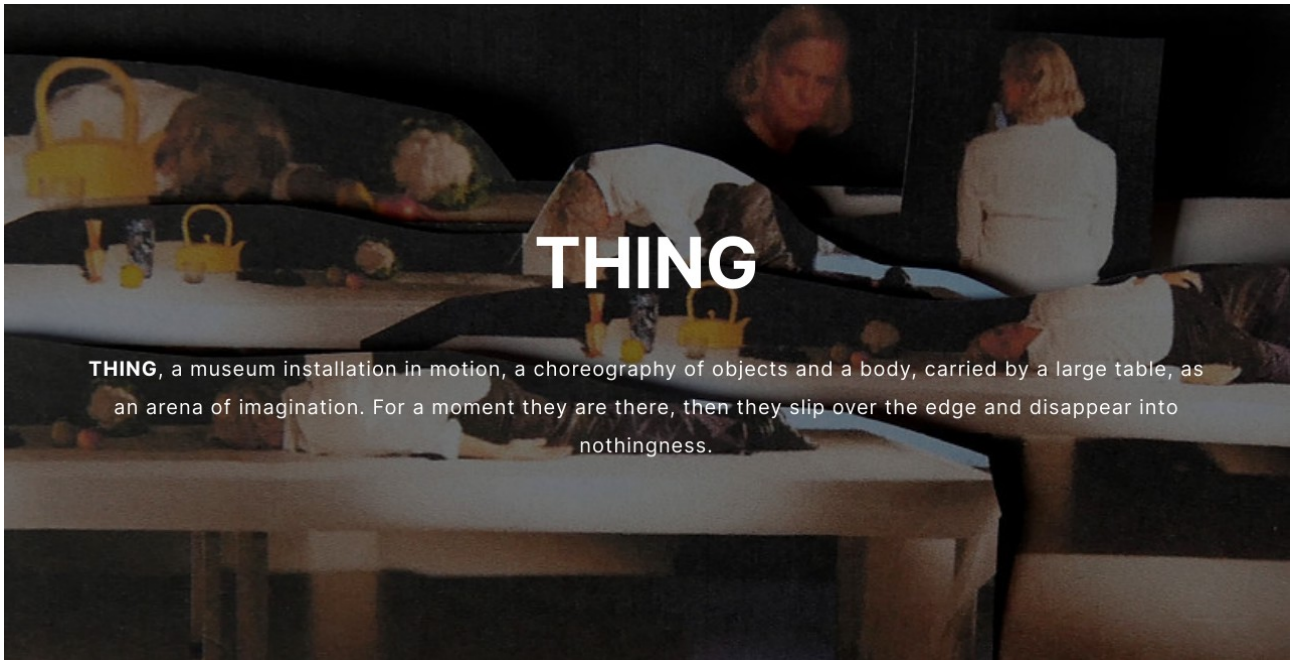 THING
THING, a museum installation in motion, a choreography of objects and a body, carried by a large table, as
an arena of imagination. For a moment they are there, then they slip over the edge and disappear into
nothingness.